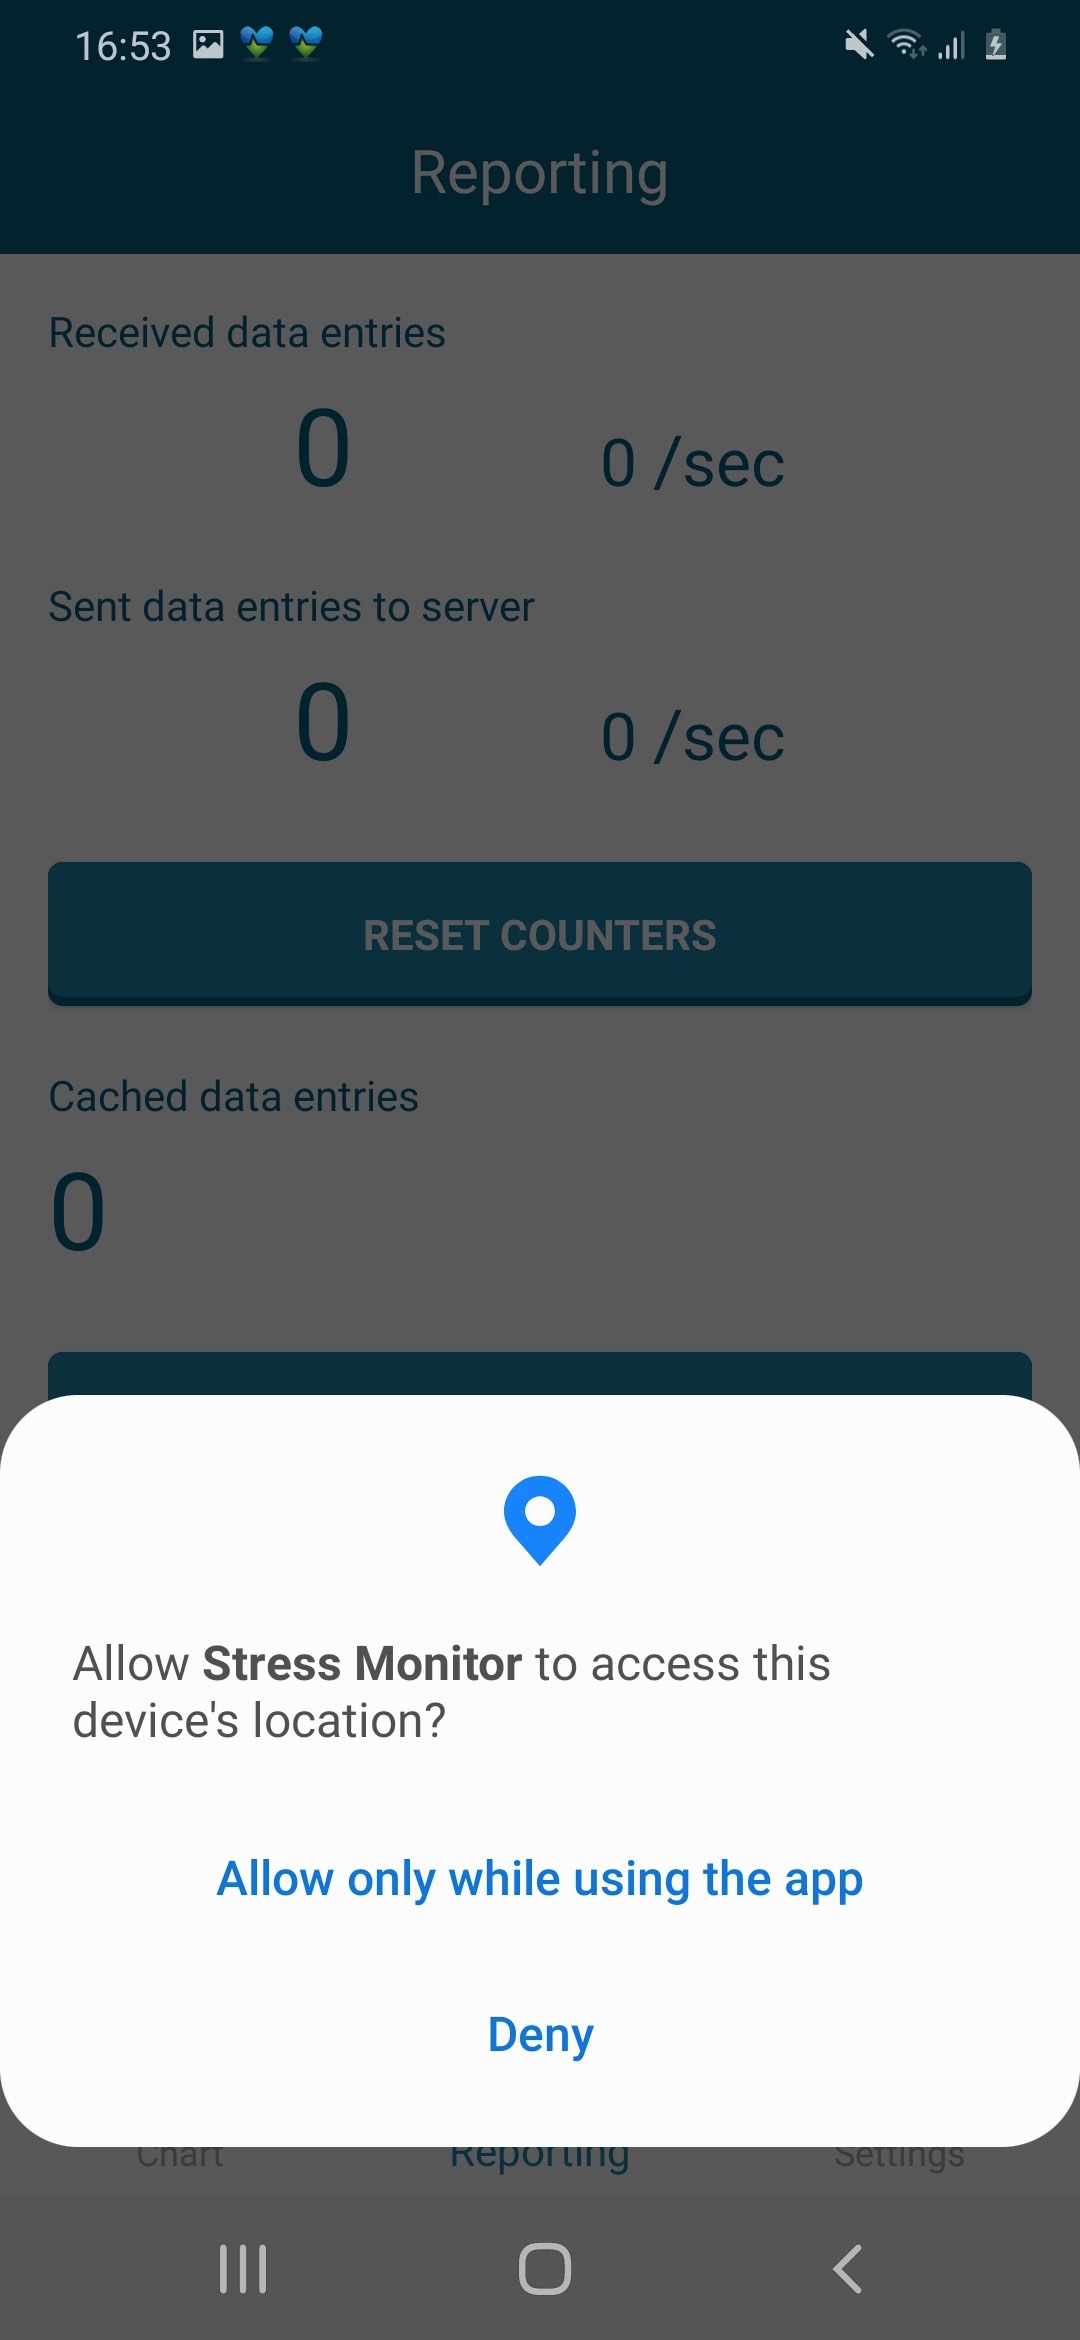 16:53
Reporting
Received data entries
0 0 /sec
Sent data entries to server
0 0 /sec
RESET COUNTERS
Cached data entries
0
Allow Stress Monitor to access this
device's location?
Allow only while using the app
Deny
Chart Reporting Settings